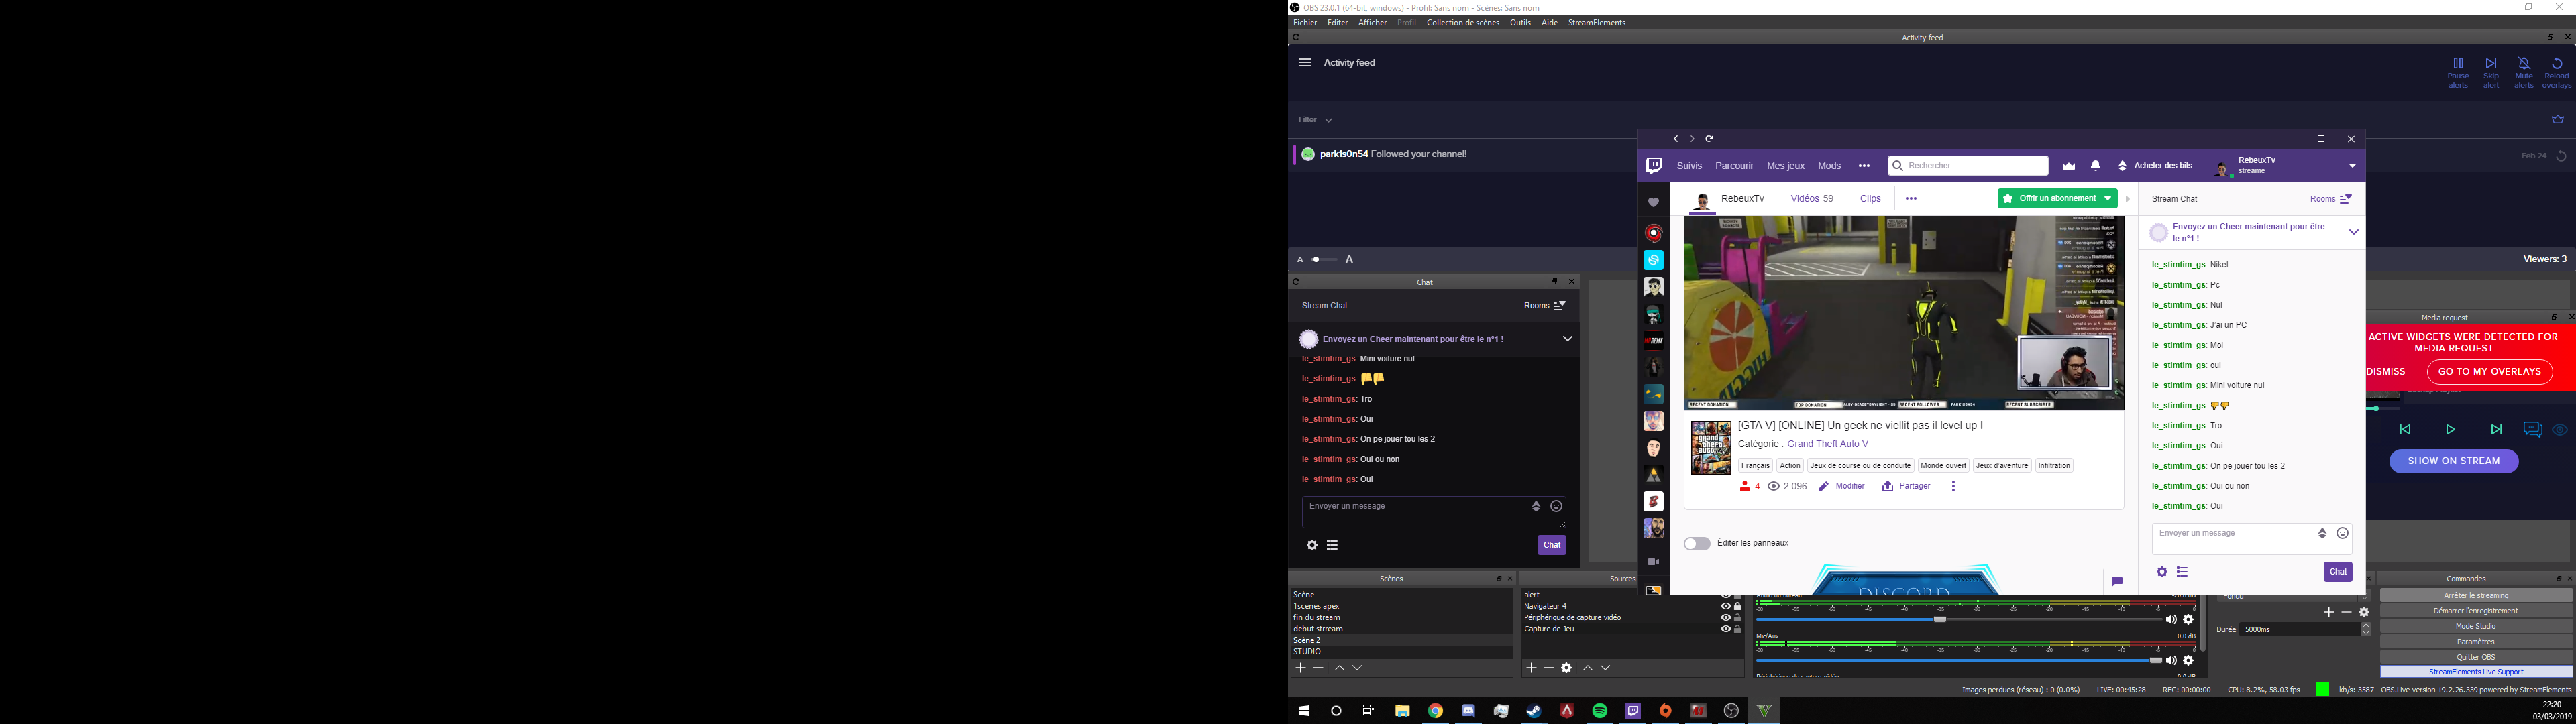 OBS 23.0.1 (64-bit, windows) - Profil: Sans nom - Scènes: Sans nom
Fichier Editer Afficher Profil Collection de scènes Outils Aide StreamElements
Activity feed
Activity feed
Pause alerts
Skip alert
Mute alerts
Reload overlays
Filter
park1s0n54 Followed your channel!
Feb 24
A A
Viewers: 3
Chat
Stream Chat
Rooms
Envoyez un Cheer maintenant pour être le n°1 !
le_stimtim_gs: Mini voiture nul
le_stimtim_gs: 👎👎
le_stimtim_gs: Tro
le_stimtim_gs: Oui
le_stimtim_gs: On pe jouer tou les 2
le_stimtim_gs: Oui ou non
le_stimtim_gs: Oui
Envoyer un message
Chat
Suivis Parcourir Mes jeux Mods
Rechercher
Acheter des bits
RebeuxTv
streame
RebeuxTv
Vidéos 59
Clips
Offrir un abonnement
RECENT DONATION
TOP DONATION
RECENT FOLLOWER
PARK1S0N54
RECENT SUBSCRIBER
[GTA V] [ONLINE] Un geek ne viellit pas il level up !
Catégorie : Grand Theft Auto V
Français Action Jeux de course ou de conduite Monde ouvert Jeux d'aventure Infiltration
4 2 096 Modifier Partager
Éditer les panneaux
DISCORD
Stream Chat
Rooms
Envoyez un Cheer maintenant pour être
le n°1 !
le_stimtim_gs: Nikel
le_stimtim_gs: Pc
le_stimtim_gs: Nul
le_stimtim_gs: J'ai un PC
le_stimtim_gs: Moi
le_stimtim_gs: oui
le_stimtim_gs: Mini voiture nul
le_stimtim_gs: 👎👎
le_stimtim_gs: Tro
le_stimtim_gs: Oui
le_stimtim_gs: On pe jouer tou les 2
le_stimtim_gs: Oui ou non
le_stimtim_gs: Oui
Envoyer un message
Chat
Media request
ACTIVE WIDGETS WERE DETECTED FOR
MEDIA REQUEST
DISMISS
GO TO MY OVERLAYS
SHOW ON STREAM
Scènes
Scène
1scenes apex
fin du stream
debut strream
Scène 2
STUDIO
Sources
alert
Navigateur 4
Périphérique de capture vidéo
Capture de Jeu
Mic/Aux
0.0 dB
Durée 5000ms
Commandes
Arrêter le streaming
Démarrer l'enregistrement
Mode Studio
Paramètres
Quitter OBS
StreamElements Live Support
Images perdues (réseau) : 0 (0.0%) LIVE: 00:45:28 REC: 00:00:00 CPU: 8.2%, 58.03 fps kb/s: 3587 OBS.Live version 19.2.26.339 powered by StreamElements
22:20
03/03/2019